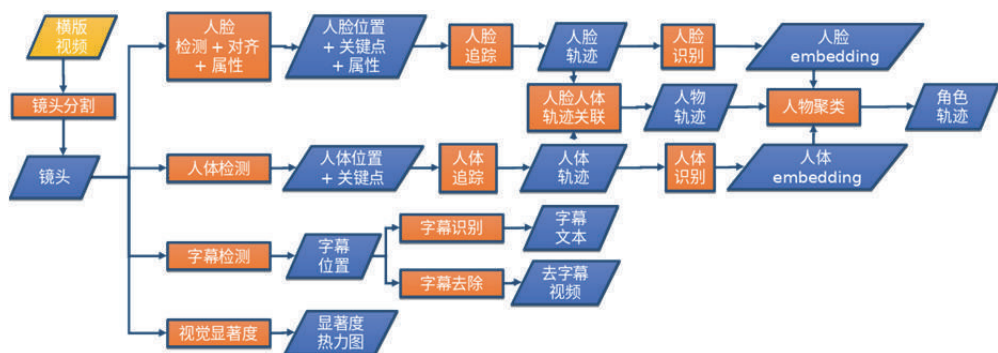 横版
视频
镜头分割
镜头
人脸
检测 + 对齐
+ 属性
人脸位置
+ 关键点
+ 属性
人脸
追踪
人脸
轨迹
人脸
识别
人脸
embedding
人脸人体
轨迹关联
人物
轨迹
人物聚类
角色
轨迹
人体检测
人体位置
+ 关键点
人体
追踪
人体
轨迹
人体
识别
人体
embedding
字幕检测
字幕
位置
字幕识别
字幕
文本
字幕去除
去字幕
视频
视觉显著度
显著度
热力图